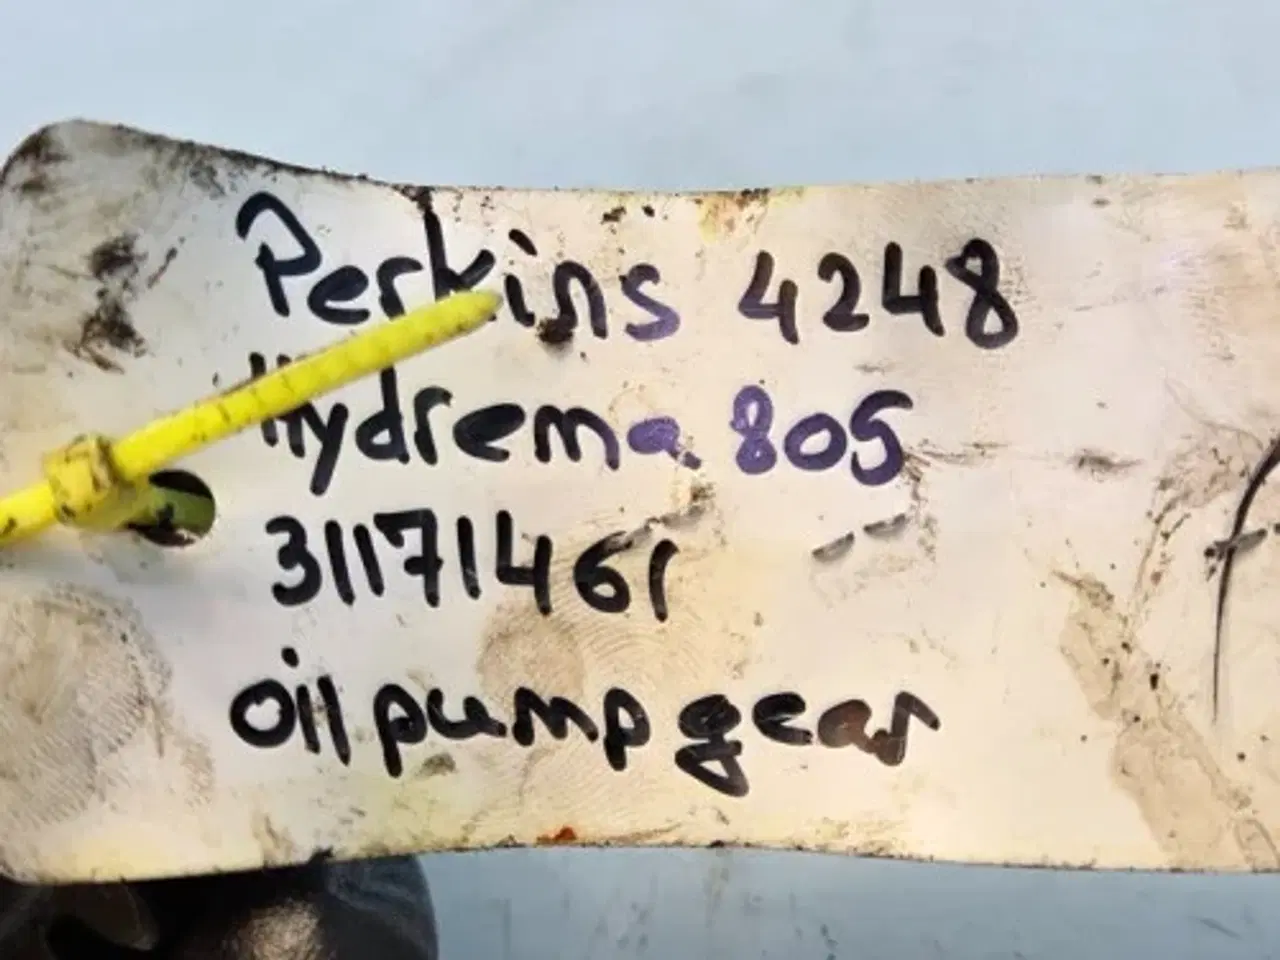 Perkins 4248
Hydrema 805
31171461
oil pump gear